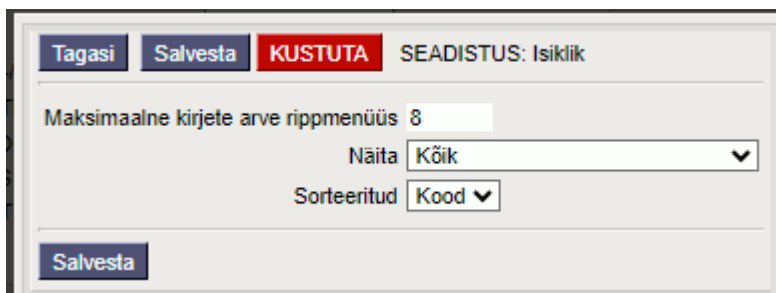 Tagasi Salvesta KUSTUTA SEADISTUS: Isiklik
Maksimaalne kirjete arve rippmenüüs 8
Näita Kõik
Sorteeritud Kood
Salvesta